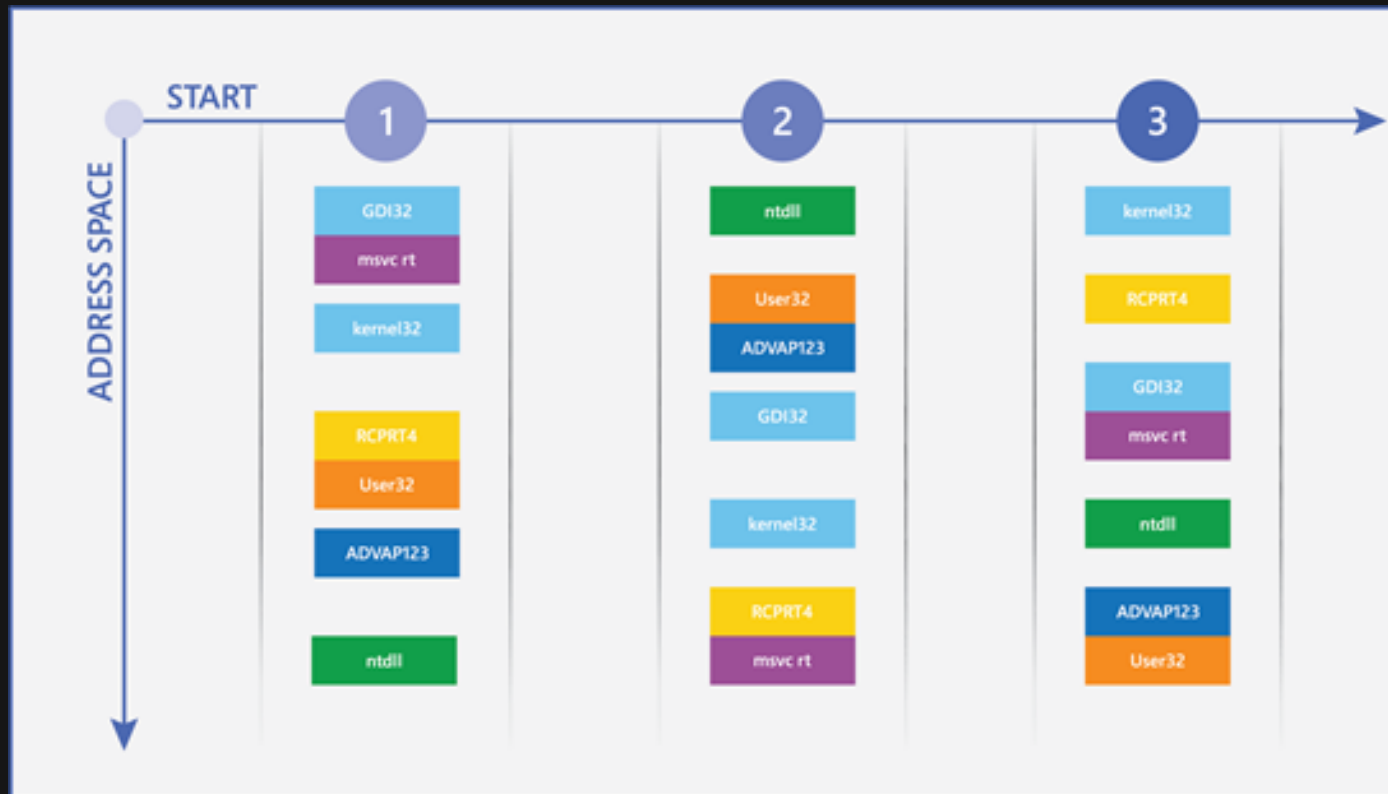 START
1
2
3
ADDRESS SPACE
GDI32
msvc rt
kernel32
RCPRT4
User32
ADVAP123
ntdll
ntdll
User32
ADVAP123
GDI32
kernel32
RCPRT4
msvc rt
kernel32
RCPRT4
GDI32
msvc rt
ntdll
ADVAP123
User32